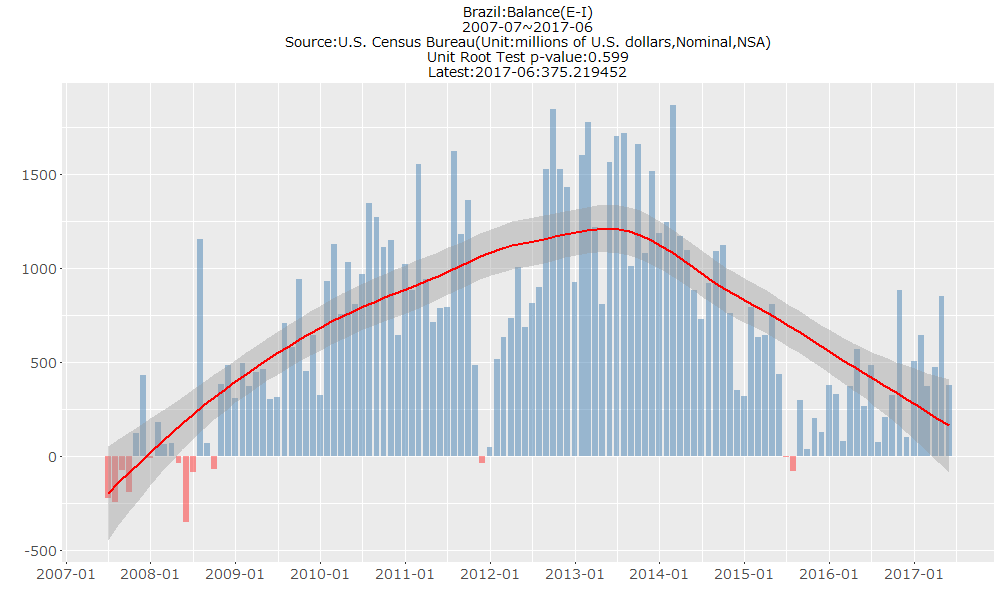 Brazil:Balance(E-I)
2007-07~2017-06
Source:U.S. Census Bureau(Unit:millions of U.S. dollars,Nominal,NSA)
Unit Root Test p-value:0.599
Latest:2017-06:375.219452
1500
1000
500
0
-500
2007-01 2008-01 2009-01 2010-01 2011-01 2012-01 2013-01 2014-01 2015-01 2016-01 2017-01